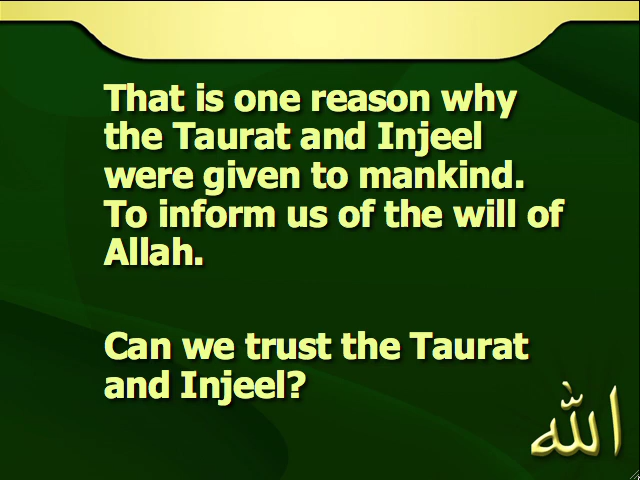 That is one reason why
the Taurat and Injeel
were given to mankind.
To inform us of the will of
Allah.
Can we trust the Taurat
and Injeel?
الله